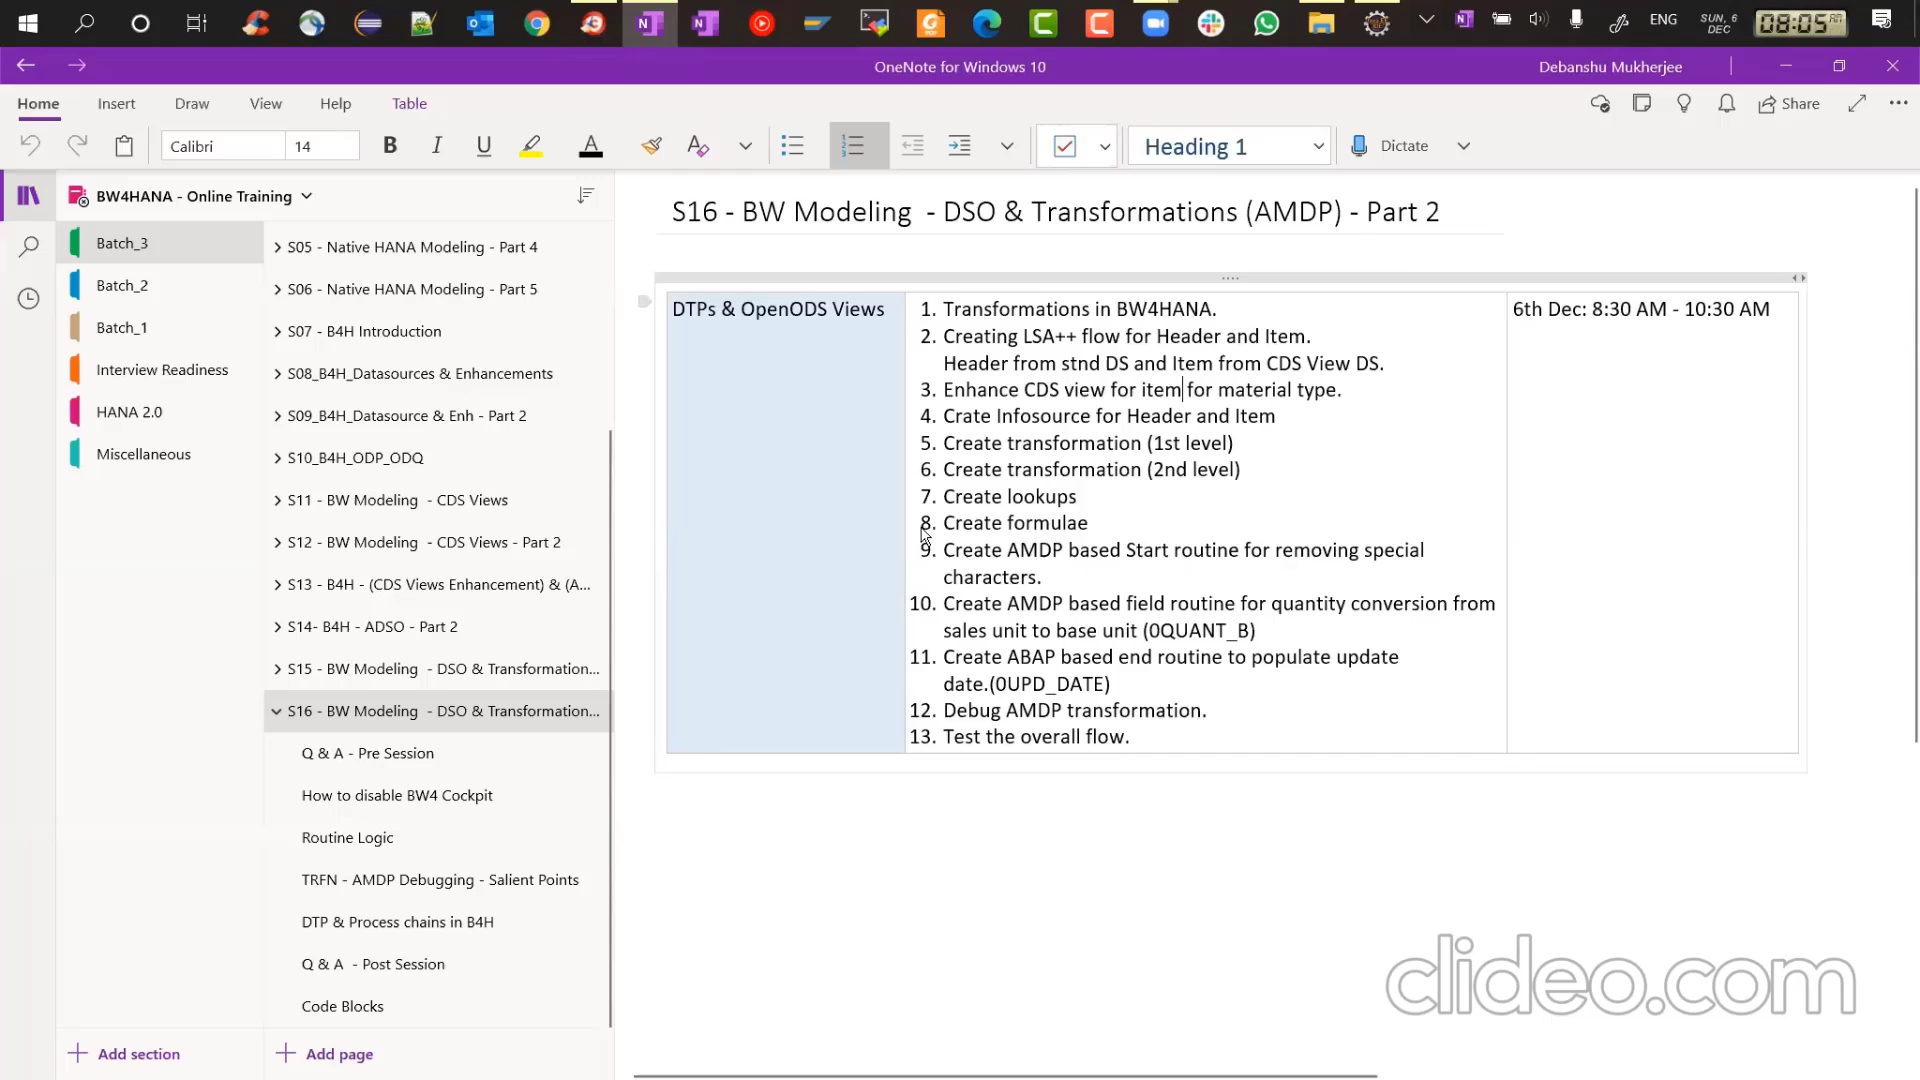 ENG
SUN, 6
DEC
08:05
OneNote for Windows 10
Debanshu Mukherjee
Home
Insert
Draw
View
Help
Table
Share
Calibri
14
B
I
U
A
Heading 1
Dictate
BW4HANA - Online Training
Batch_3
Batch_2
Batch_1
Interview Readiness
HANA 2.0
Miscellaneous
Add section
S05 - Native HANA Modeling - Part 4
S06 - Native HANA Modeling - Part 5
S07 - B4H Introduction
S08_B4H_Datasources & Enhancements
S09_B4H_Datasource & Enh - Part 2
S10_B4H_ODP_ODQ
S11 - BW Modeling - CDS Views
S12 - BW Modeling - CDS Views - Part 2
S13 - B4H - (CDS Views Enhancement) & (A...
S14- B4H - ADSO - Part 2
S15 - BW Modeling - DSO & Transformation...
S16 - BW Modeling - DSO & Transformation...
Q & A - Pre Session
How to disable BW4 Cockpit
Routine Logic
TRFN - AMDP Debugging - Salient Points
DTP & Process chains in B4H
Q & A - Post Session
Code Blocks
Add page
S16 - BW Modeling - DSO & Transformations (AMDP) - Part 2
DTPs & OpenODS Views
1. Transformations in BW4HANA.
2. Creating LSA++ flow for Header and Item.
Header from stnd DS and Item from CDS View DS.
3. Enhance CDS view for item for material type.
4. Crate Infosource for Header and Item
5. Create transformation (1st level)
6. Create transformation (2nd level)
7. Create lookups
8. Create formulae
9. Create AMDP based Start routine for removing special
characters.
10. Create AMDP based field routine for quantity conversion from
sales unit to base unit (0QUANT_B)
11. Create ABAP based end routine to populate update
date.(0UPD_DATE)
12. Debug AMDP transformation.
13. Test the overall flow.
6th Dec: 8:30 AM - 10:30 AM
clideo.com